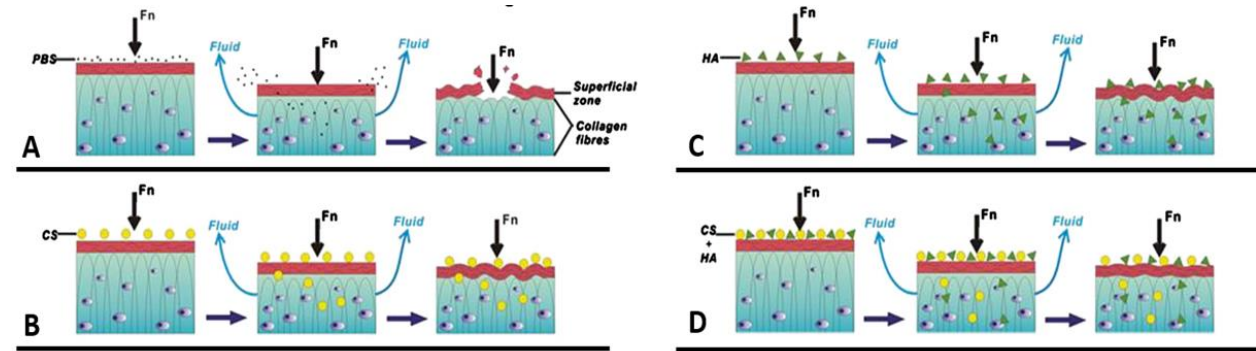 Fn
PBS
Fluid
Fn
Fluid
Fn
Superficial
zone
Collagen
fibres
A
Fn
CS
Fluid
Fn
Fluid
Fn
B
Fn
HA
Fluid
Fn
Fluid
Fn
C
Fn
CS
+
HA
Fluid
Fn
Fluid
Fn
D